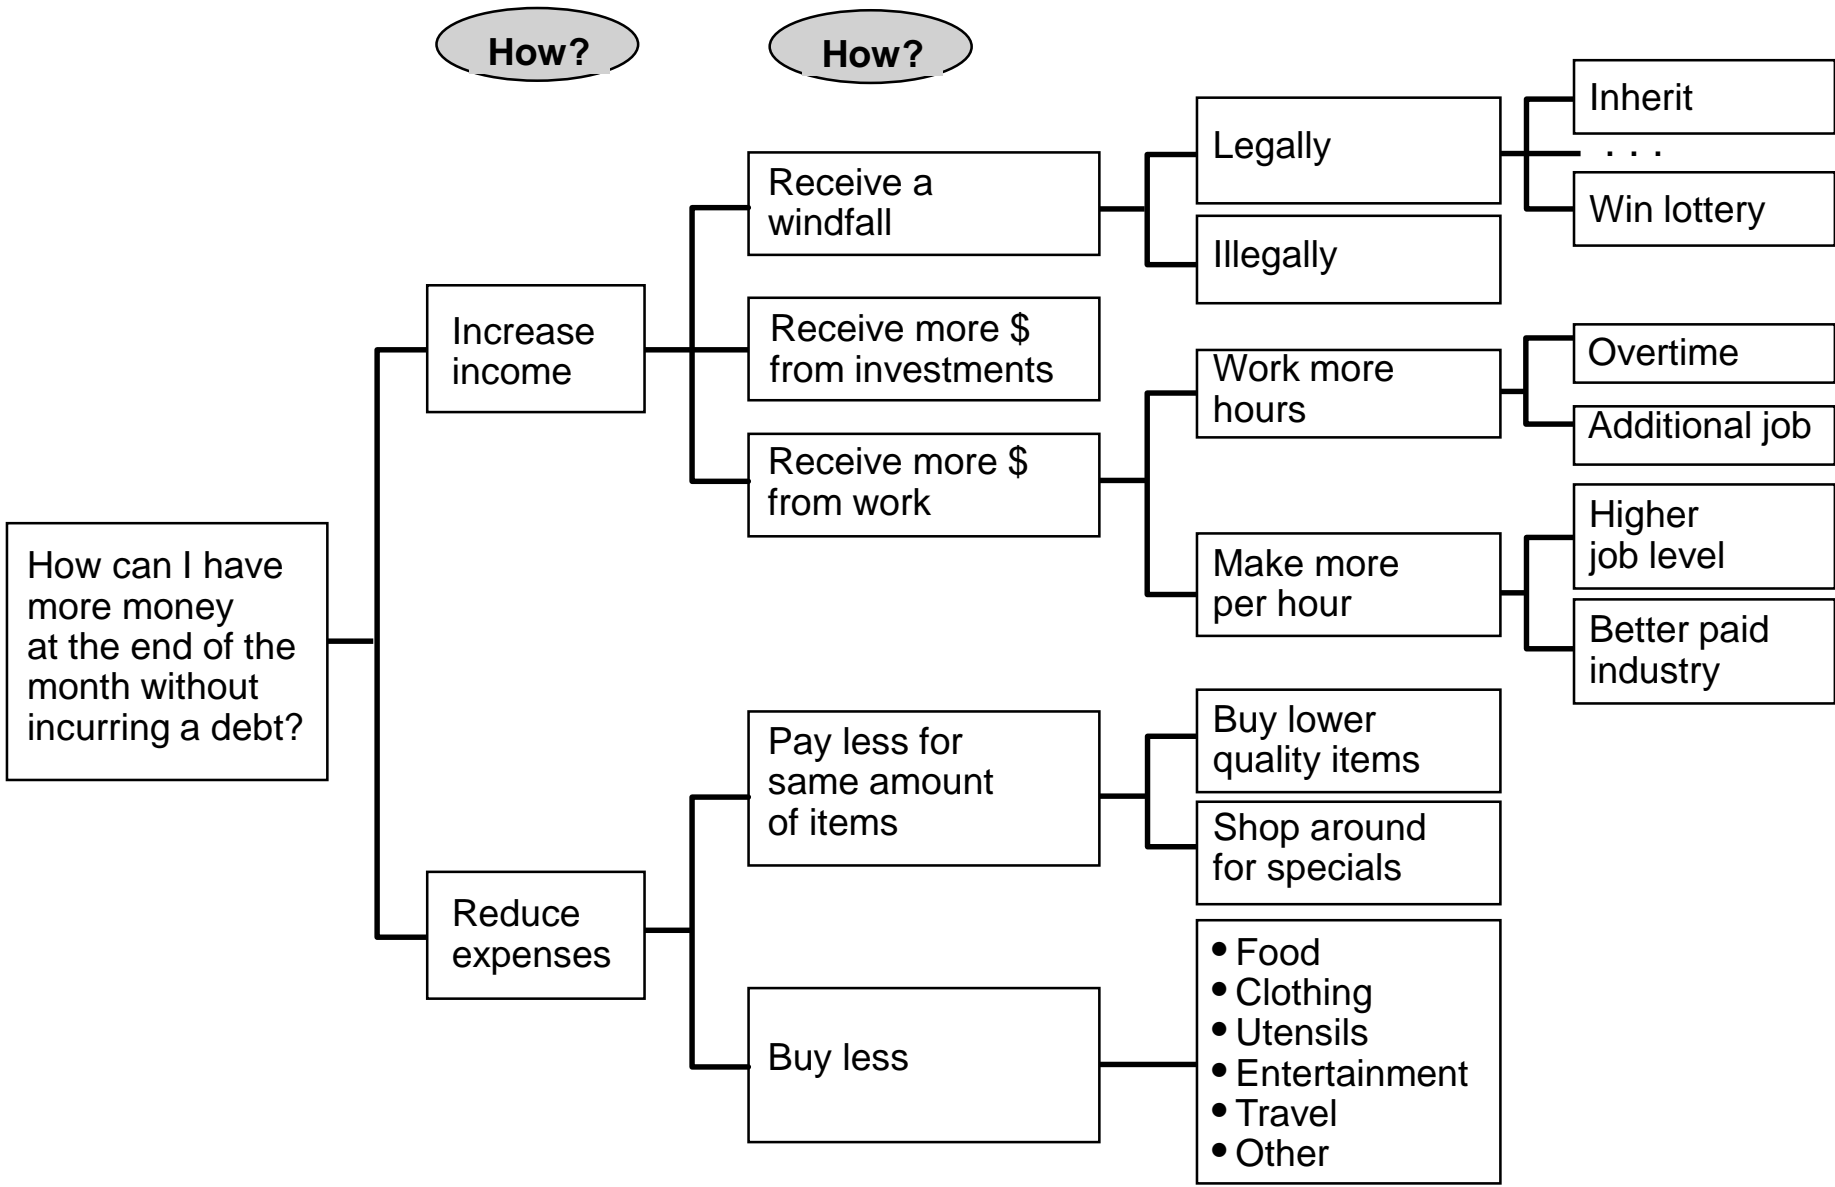 How?
How?
How can I have
more money
at the end of the
month without
incurring a debt?
Increase
income
Reduce
expenses
Receive a
windfall
Receive more $
from investments
Receive more $
from work
Pay less for
same amount
of items
Buy less
Legally
Illegally
Work more
hours
Make more
per hour
Buy lower
quality items
Shop around
for specials
• Food
• Clothing
• Utensils
• Entertainment
• Travel
• Other
Inherit
. . .
Win lottery
Overtime
Additional job
Higher
job level
Better paid
industry